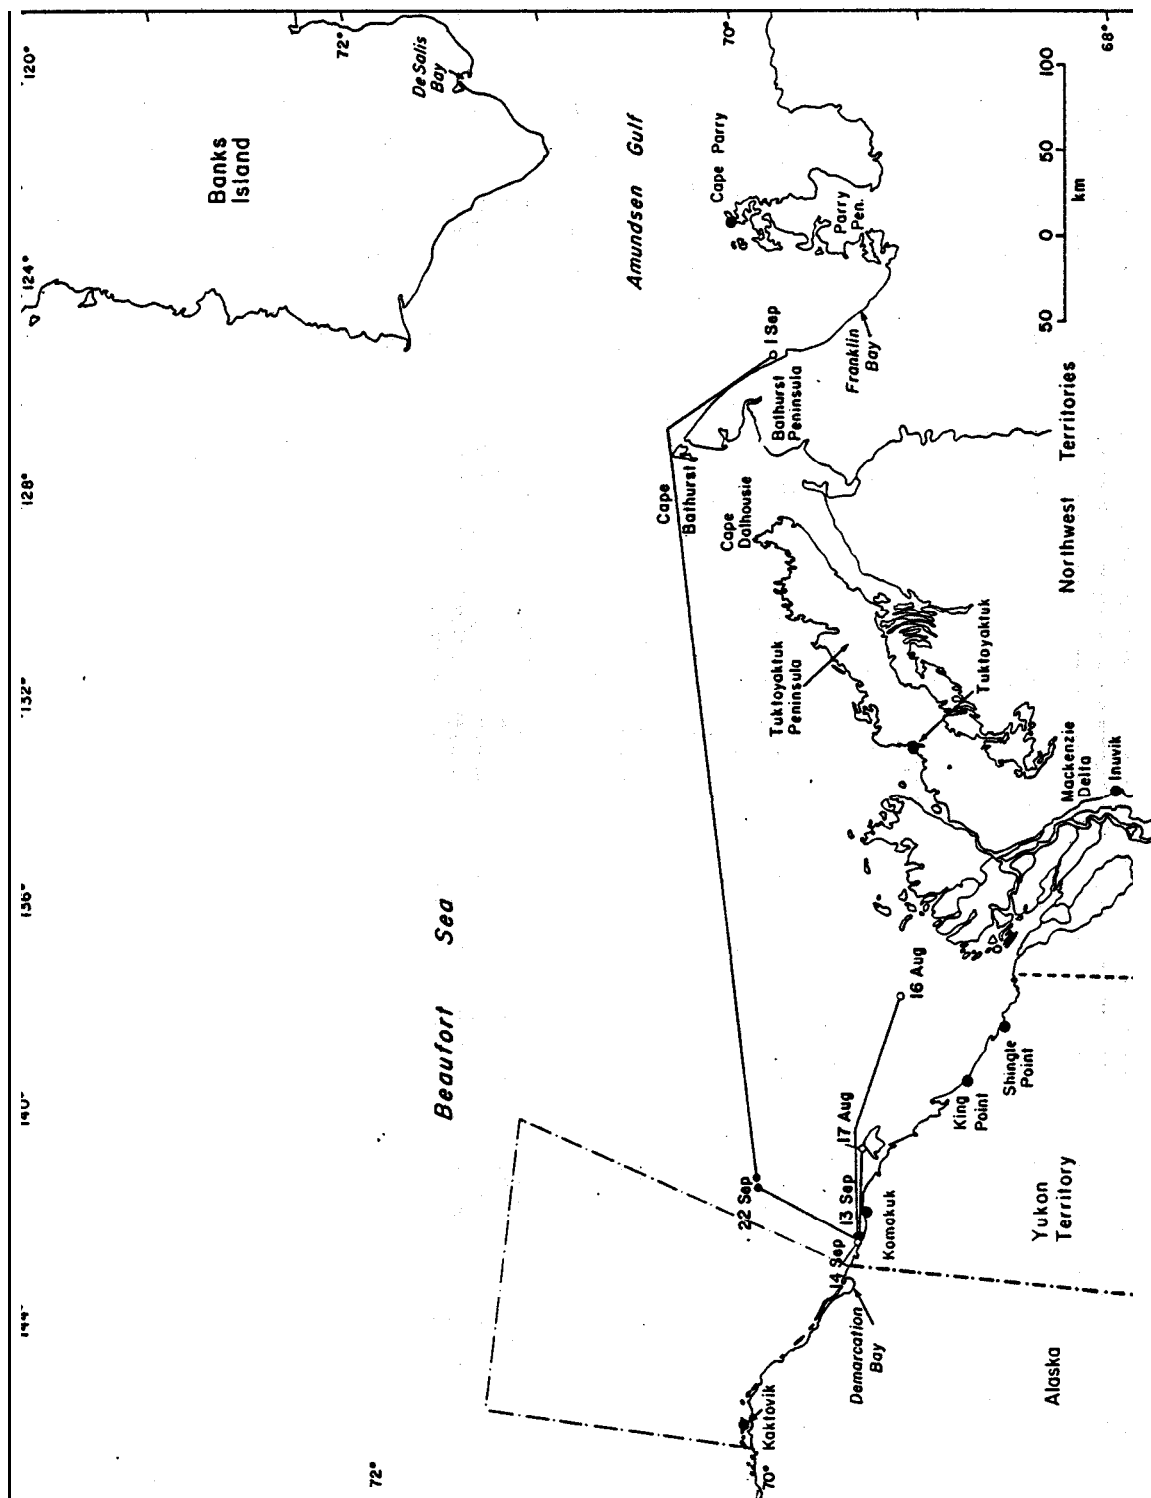 120°
124°
128°
132°
136°
140°
144°
72°
70°
68°
72°
70°
Banks
Island
De Salis
Bay
Amundsen Gulf
Cape Parry
Parry
Pen.
Franklin
Bay
1 Sep
Bathurst
Peninsula
Cape
Bathurst
Cape
Dalhousie
Tuktoyaktuk
Peninsula
Tuktoyaktuk
Northwest Territories
Mackenzie
Delta
Inuvik
Beaufort Sea
16 Aug
17 Aug
13 Sep
14 Sep
22 Sep
Shingle
Point
King
Point
Komakuk
Yukon
Territory
Demarcation
Bay
Alaska
Kaktovik
50 0 50 100
km